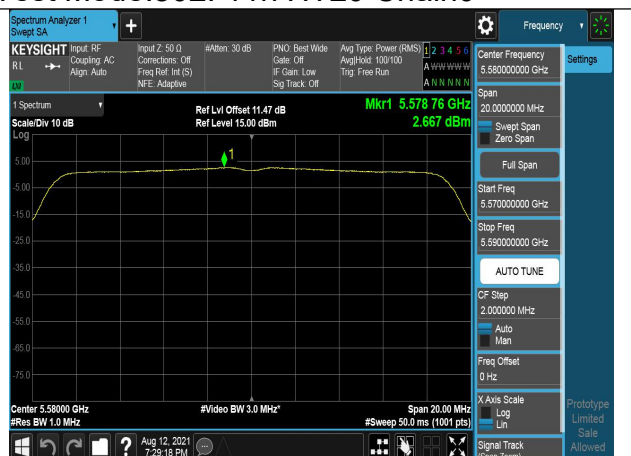 Spectrum Analyzer 1
Swept SA
+
Frequency
KEYSIGHT
RL
Input: RF
Coupling: AC
Align: Auto
Input Z: 50 Ω
Corrections: Off
Freq Ref: Int (S)
NFE: Adaptive
#Atten: 30 dB
PNO: Best Wide
Gate: Off
IF Gain: Low
Sig Track: Off
Avg Type: Power (RMS)
Avg|Hold: 100/100
Trig: Free Run
1 2 3 4 5 6
A W W W W W
A N N N N N
1 Spectrum
Scale/Div 10 dB
Log
Ref Lvl Offset 11.47 dB
Ref Level 15.00 dBm
Mkr1 5.578 76 GHz
2.667 dBm
1
5.00
-5.00
-15.0
-25.0
-35.0
-45.0
-55.0
-65.0
-75.0
Center 5.58000 GHz
#Res BW 1.0 MHz
#Video BW 3.0 MHz*
Span 20.00 MHz
#Sweep 50.0 ms (1001 pts)
Aug 12, 2021
7:29:18 PM
?
Center Frequency
5.580000000 GHz
Settings
Span
20.0000000 MHz
Swept Span
Zero Span
Full Span
Start Freq
5.570000000 GHz
Stop Freq
5.590000000 GHz
AUTO TUNE
CF Step
2.000000 MHz
Auto
Man
Freq Offset
0 Hz
X Axis Scale
Log
Lin
Signal Track
Prototype
Limited
Sale
Allowed